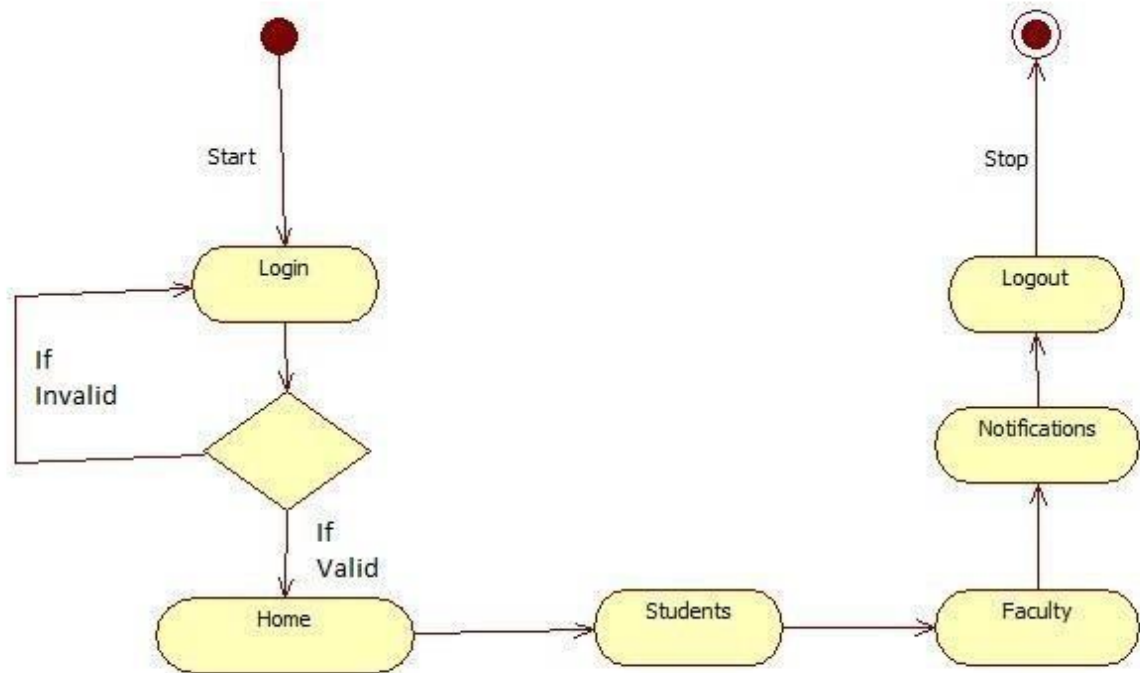 Start
Login
If
Invalid
If
Valid
Home
Students
Faculty
Notifications
Logout
Stop